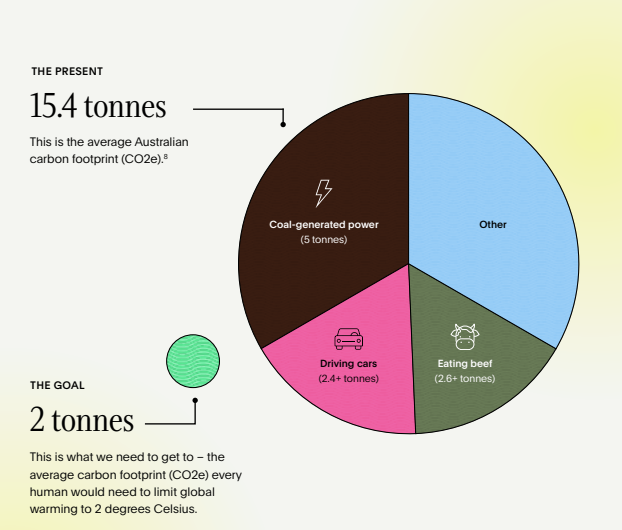 THE PRESENT
15.4 tonnes
This is the average Australian
carbon footprint (CO2e).⁸
Coal-generated power
(5 tonnes)
Other
Driving cars
(2.4+ tonnes)
Eating beef
(2.6+ tonnes)
THE GOAL
2 tonnes
This is what we need to get to – the
average carbon footprint (CO2e) every
human would need to limit global
warming to 2 degrees Celsius.